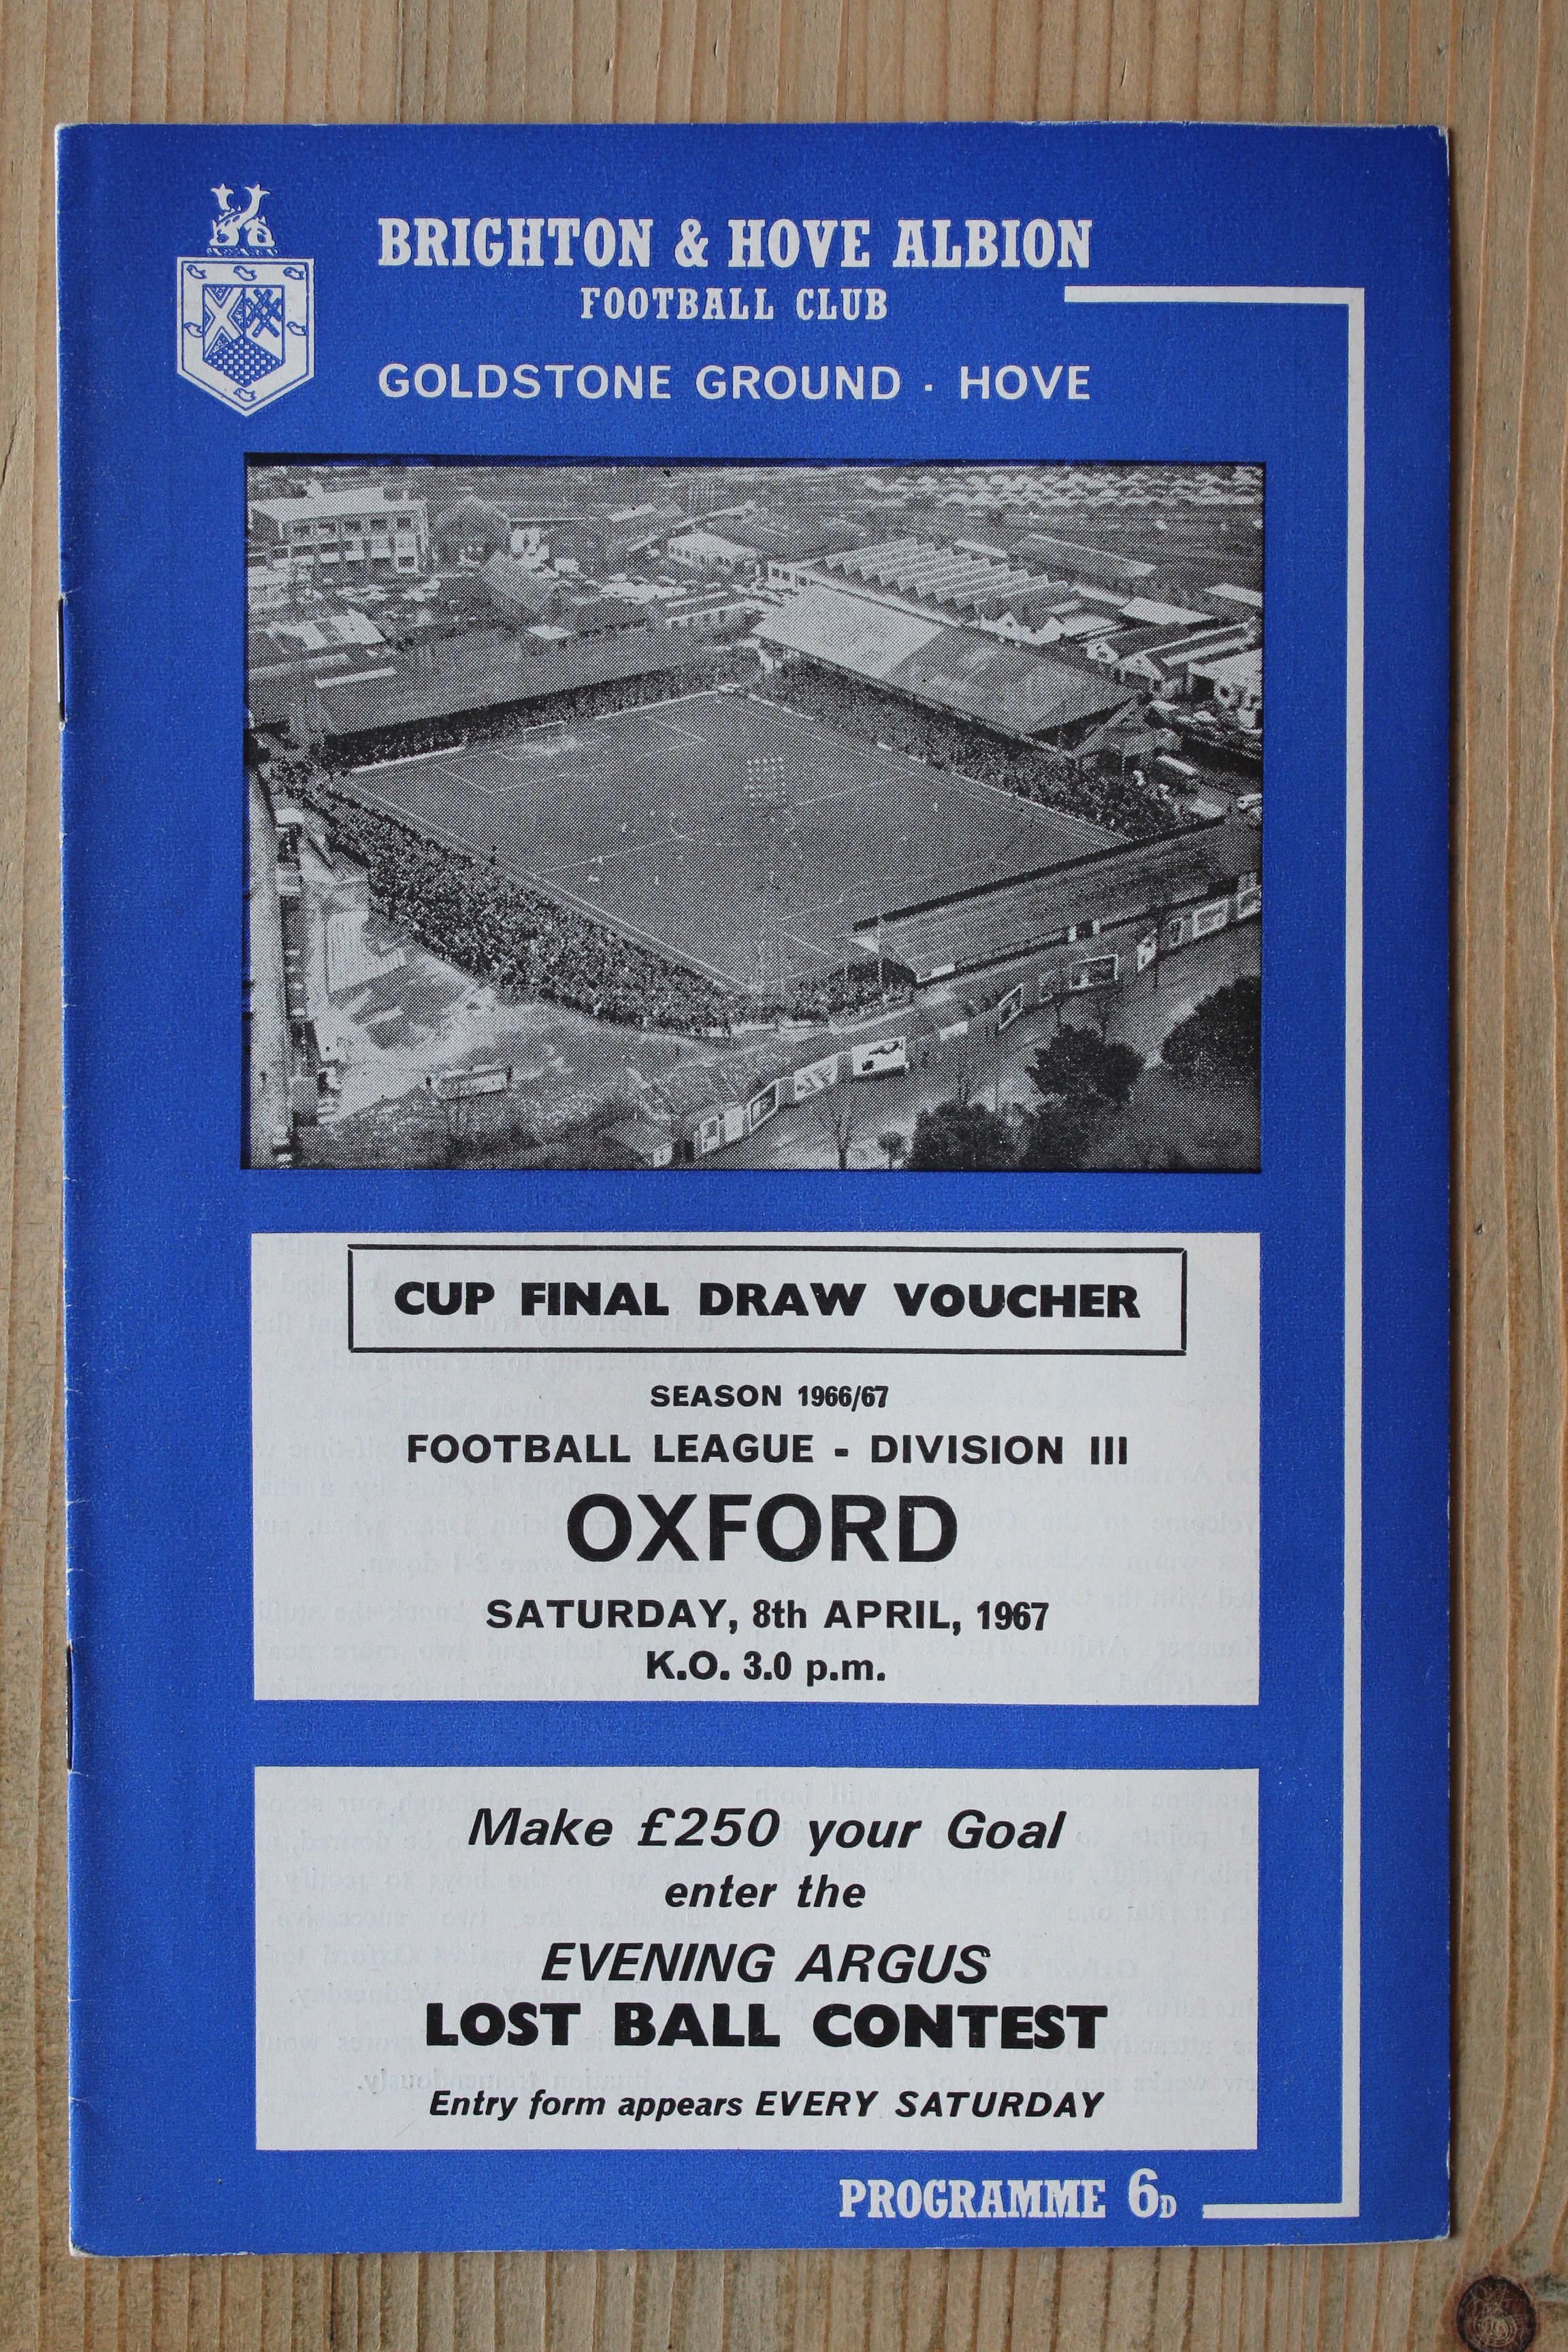 BRIGHTON & HOVE ALBION
FOOTBALL CLUB
GOLDSTONE GROUND · HOVE
CUP FINAL DRAW VOUCHER
SEASON 1966/67
FOOTBALL LEAGUE - DIVISION III
OXFORD
SATURDAY, 8th APRIL, 1967
K.O. 3.0 p.m.
Make £250 your Goal
enter the
EVENING ARGUS
LOST BALL CONTEST
Entry form appears EVERY SATURDAY
PROGRAMME 6D